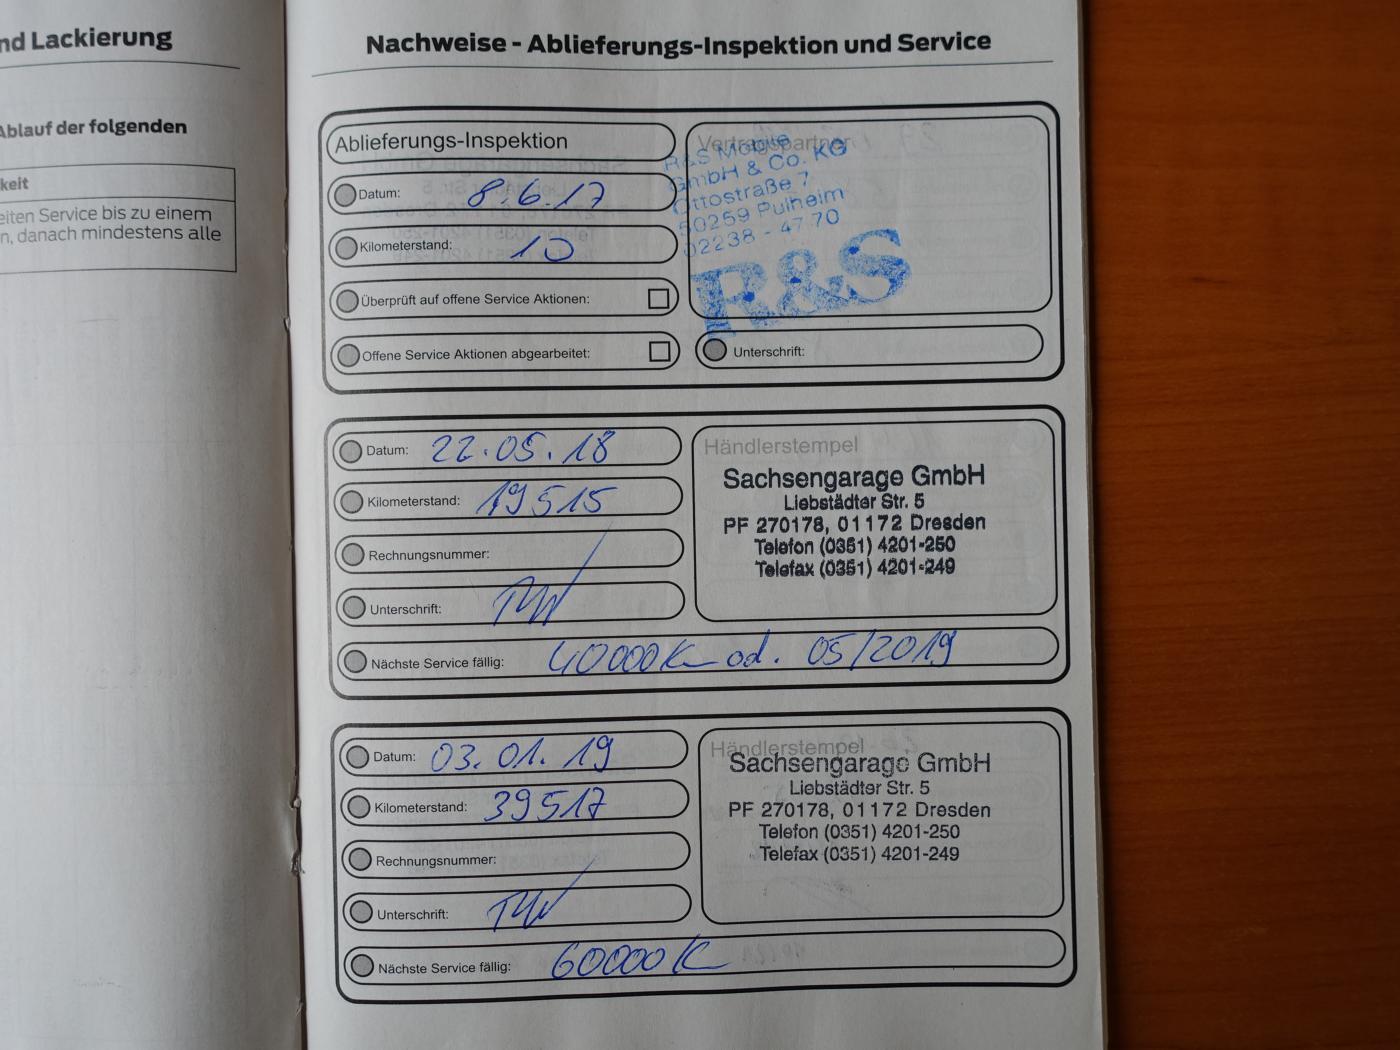 nd Lackierung
Ablauf der folgenden
keit
eiten Service bis zu einem
n, danach mindestens alle
Nachweise - Ablieferungs-Inspektion und Service
Ablieferungs-Inspektion
Datum: 8.6.17
Kilometerstand: 10
Überprüft auf offene Service Aktionen:
Offene Service Aktionen abgearbeitet:
Vertragspartner
R&S Mobile
GmbH & Co. KG
Ottostraße 7
50259 Pulheim
02238 - 47 70
R&S
Unterschrift:
Datum: 22.05.18
Kilometerstand: 19515
Rechnungsnummer:
Unterschrift:
Nächste Service fällig: 40000K od. 05/2019
Händlerstempel
Sachsengarage GmbH
Liebstädter Str. 5
PF 270178, 01172 Dresden
Telefon (0351) 4201-250
Telefax (0351) 4201-249
Datum: 03.01.19
Kilometerstand: 39517
Rechnungsnummer:
Unterschrift:
Nächste Service fällig: 60000K
Händlerstempel
Sachsengarage GmbH
Liebstädter Str. 5
PF 270178, 01172 Dresden
Telefon (0351) 4201-250
Telefax (0351) 4201-249